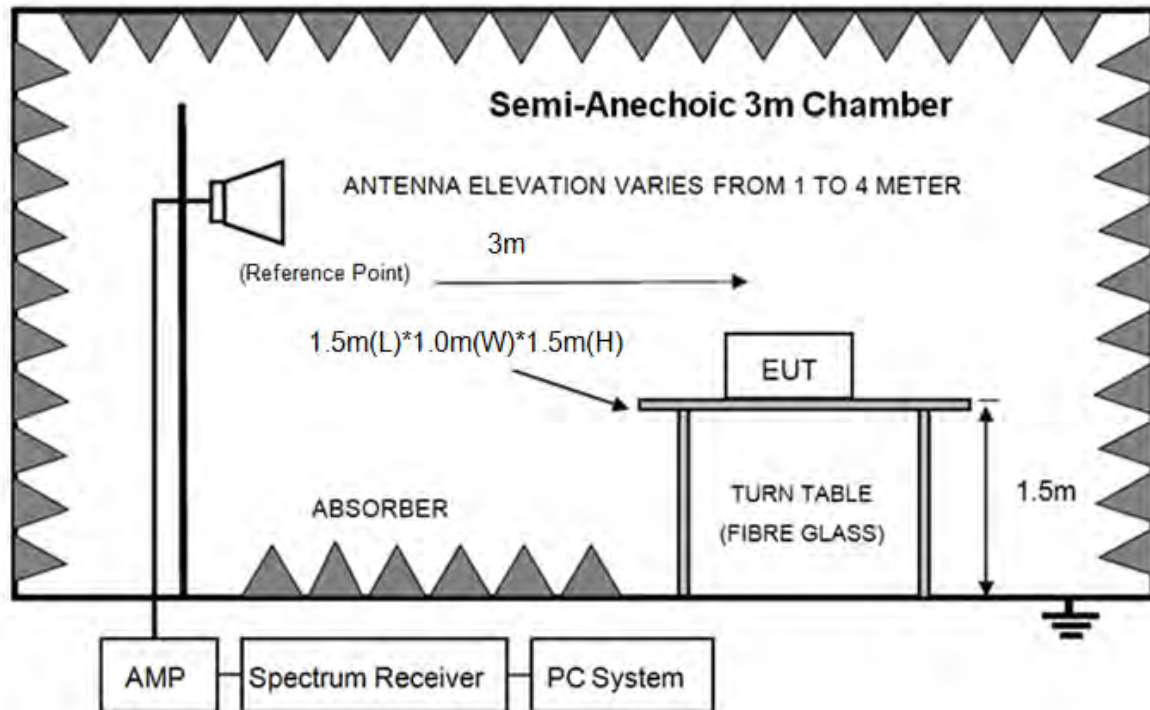 Semi-Anechoic 3m Chamber
ANTENNA ELEVATION VARIES FROM 1 TO 4 METER
3m
(Reference Point)
1.5m(L)*1.0m(W)*1.5m(H)
EUT
ABSORBER
TURN TABLE
(FIBRE GLASS)
1.5m
AMP
Spectrum Receiver
PC System